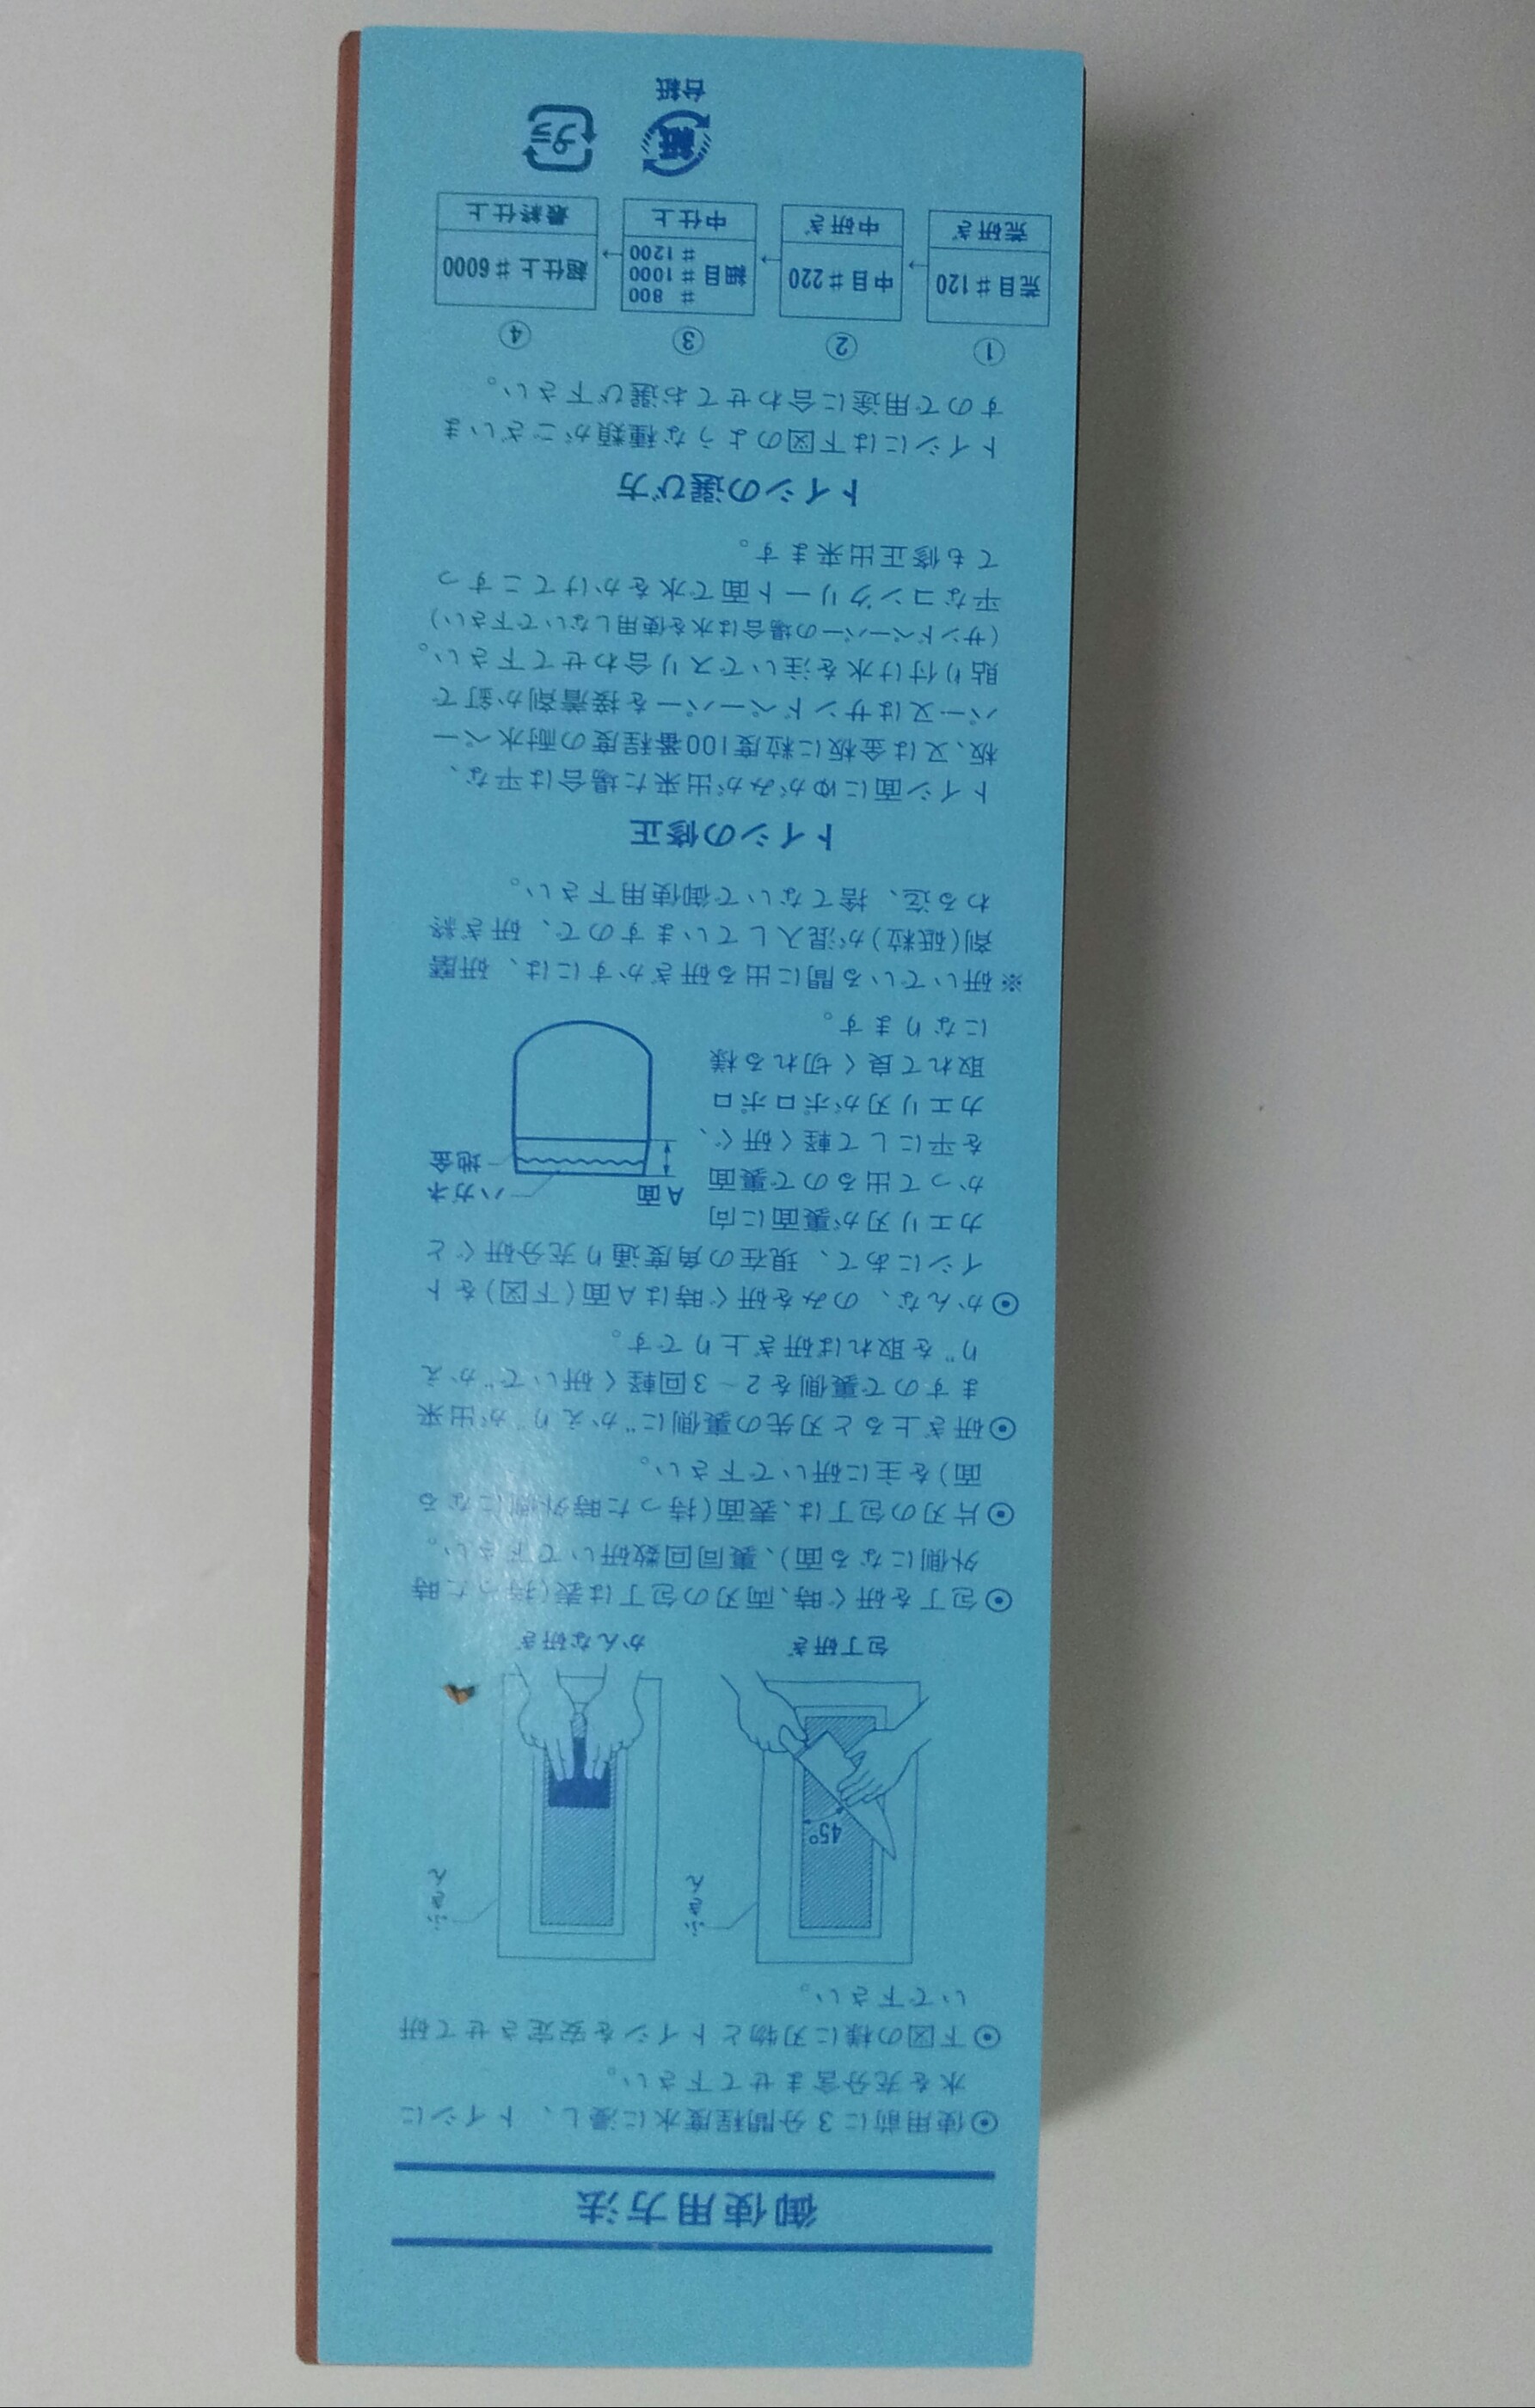 御使用方法
⦿使用前に3分間程度水に浸し、トイシに
水を充分含ませて下さい。
⦿下図の様に刃物とトイシを安定させて研
いで下さい。
ふきん
ふきん
45°
包丁研ぎ
かんな研ぎ
⦿包丁を研ぐ時、両刃の包丁は表(持った時
外側になる面)、裏同回数研いで下さい。
⦿片刃の包丁は、表面(持った時外側になる
面)を主に研いで下さい。
⦿研ぎ上ると刃先の裏側に"かえり"が出来
ますので裏側を2~3回軽く研いで"かえ
り"を取れば研ぎ上りです。
⦿かんな、のみを研ぐ時はA面(下図)をト
イシにあて、現在の角度通り充分研ぐと
カエリ刃が裏面に向
かって出るので裏面
を平にして軽く研ぐ、
カエリ刃がボロボロ
取れて良く切れる様
になります。
A面
ハガネ
地金
※研いでいる間に出る研ぎかすには、研磨
剤(砥粒)が混入していますので、研ぎ終
わる迄、捨てないで御使用下さい。
トイシの修正
トイシ面にゆがみが出来た場合は平な、
板、又は金板に粒度100番程度の耐水ペー
パー又はサンドペーパーを接着剤か釘で
貼り付け水を注いでスリ合わせて下さい。
(サンドペーパーの場合は水を使用しないで下さい)
平なコンクリート面で水をかけてこすっ
ても修正出来ます。
トイシの選び方
トイシには下図のような種類がございま
すので用途に合わせてお選び下さい。
① ② ③ ④
荒目#120
荒研ぎ
→
中目#220
中研ぎ
→
細目
# 800
#1000
#1200
中仕上
→
超仕上#6000
最終仕上
紙
台紙
プラ